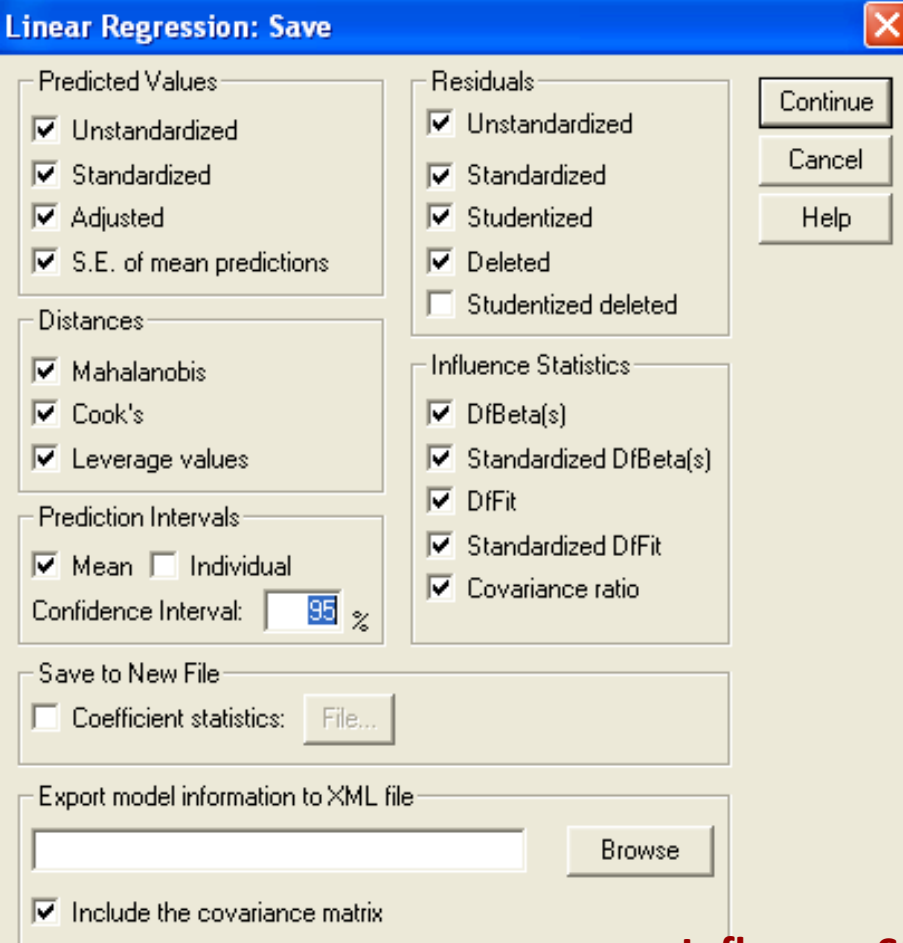 Linear Regression: Save
Predicted Values
Unstandardized
Standardized
Adjusted
S.E. of mean predictions
Distances
Mahalanobis
Cook's
Leverage values
Prediction Intervals
Mean Individual
Confidence Interval: 95 %
Residuals
Unstandardized
Standardized
Studentized
Deleted
Studentized deleted
Influence Statistics
DfBeta(s)
Standardized DfBeta(s)
DfFit
Standardized DfFit
Covariance ratio
Continue
Cancel
Help
Save to New File
Coefficient statistics: File...
Export model information to XML file
Browse
Include the covariance matrix